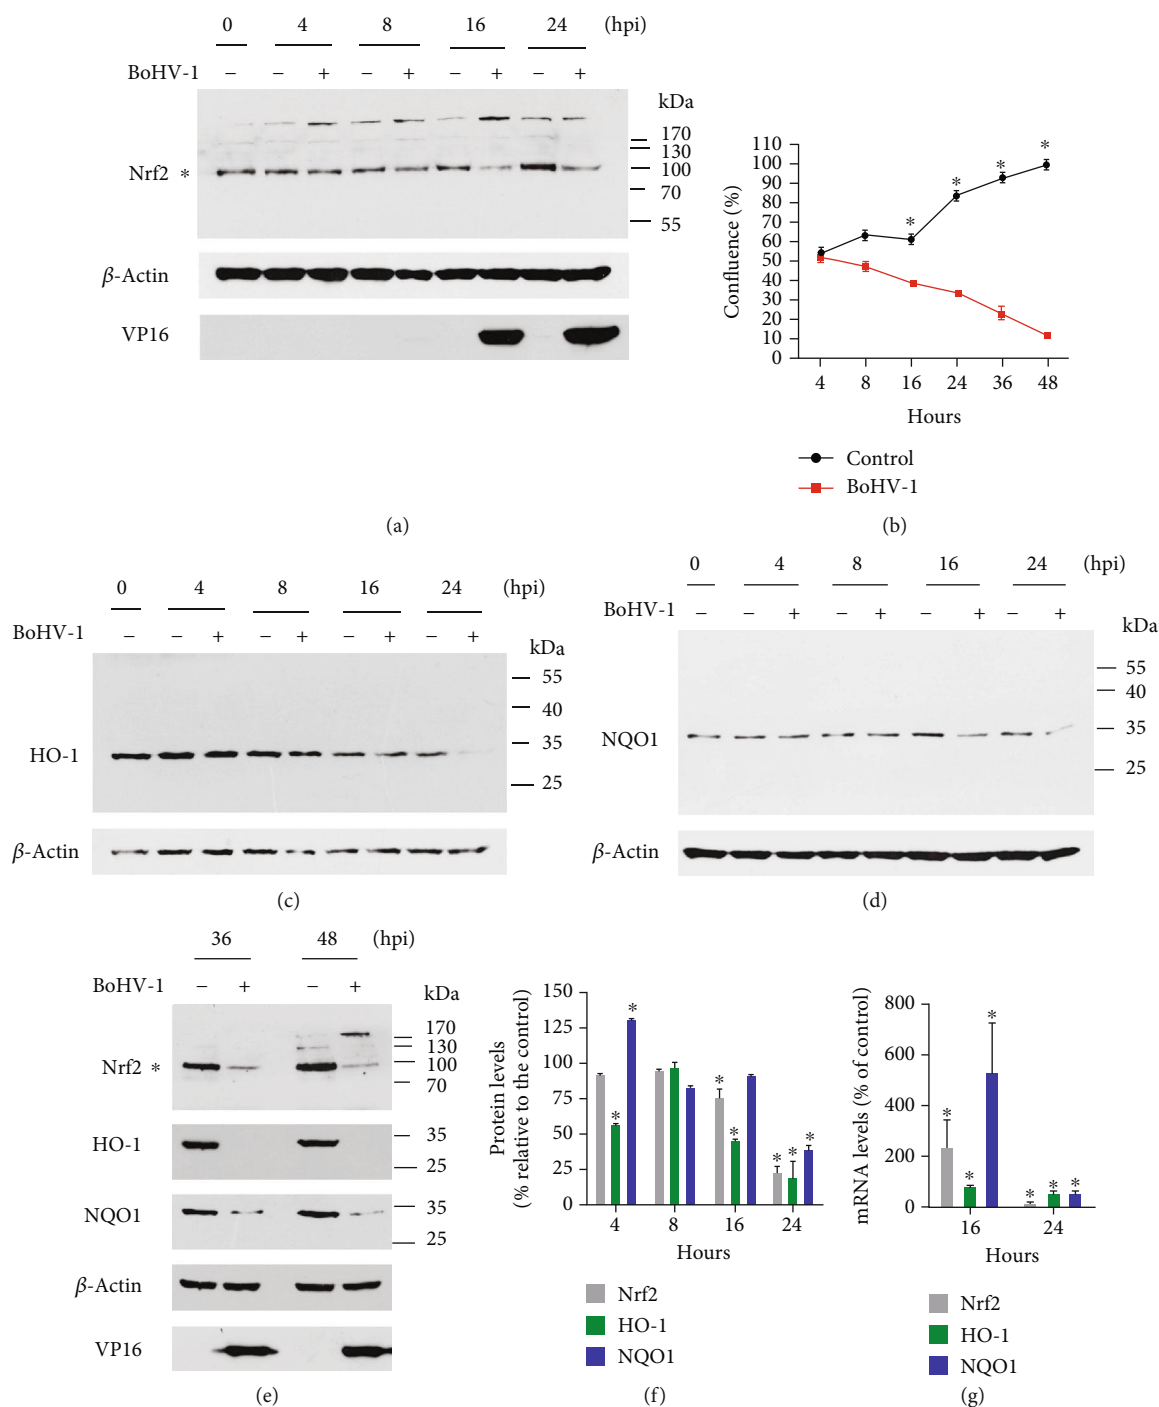 0 4 8 16 24 (hpi)
BoHV-1 – – + – + – + – +
kDa
170
130
Nrf2 * 100
70
55
β-Actin
VP16
(a)
110
100
90
80
70
60
50
40
30
20
10
0
Confluence (%)
* * * *
4 8 16 24 36 48
Hours
Control
BoHV-1
(b)
0 4 8 16 24 (hpi)
BoHV-1 – – + – + – + – +
kDa
55
40
35
HO-1
25
β-Actin
(c)
0 4 8 16 24 (hpi)
BoHV-1 – – + – + – + – +
kDa
55
40
35
NQO1
25
β-Actin
(d)
36 48 (hpi)
BoHV-1 – + – +
kDa
170
130
Nrf2 * 100
70
HO-1 35
25
NQO1 35
25
β-Actin
VP16
(e)
150
125
100
75
50
25
0
Protein levels
(% relative to the control)
* * * * * * *
4 8 16 24
Hours
Nrf2
HO-1
NQO1
(f)
800
600
400
200
0
mRNA levels (% of control)
* * * * * *
16 24
Hours
Nrf2
HO-1
NQO1
(g)